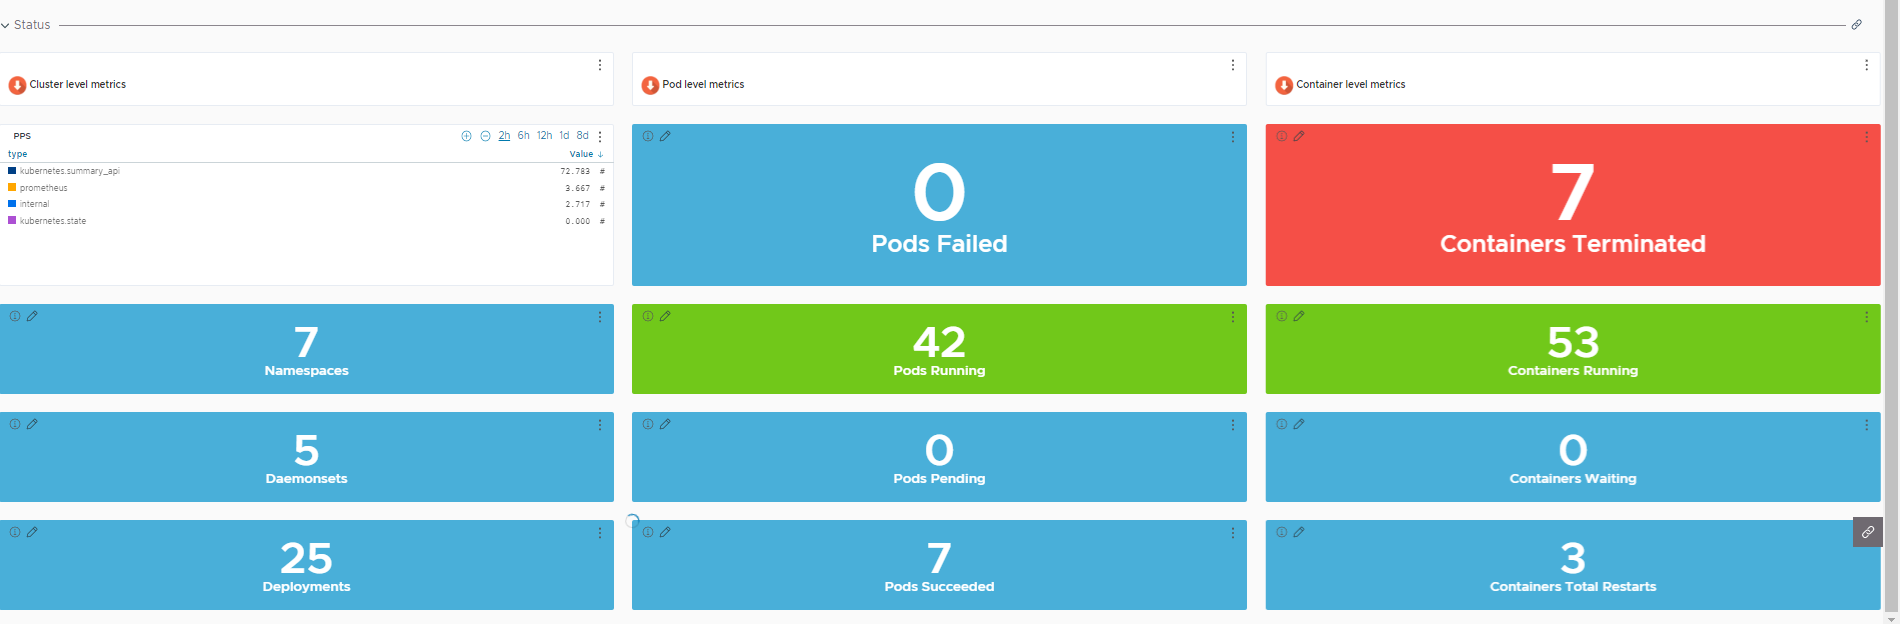 Status
Cluster level metrics
Pod level metrics
Container level metrics
PPS
2h 6h 12h 1d 8d
type Value ↓
kubernetes.summary_api 72.783 #
prometheus 3.667 #
internal 2.717 #
kubernetes.state 0.000 #
0
Pods Failed
7
Containers Terminated
7
Namespaces
42
Pods Running
53
Containers Running
5
Daemonsets
0
Pods Pending
0
Containers Waiting
25
Deployments
7
Pods Succeeded
3
Containers Total Restarts